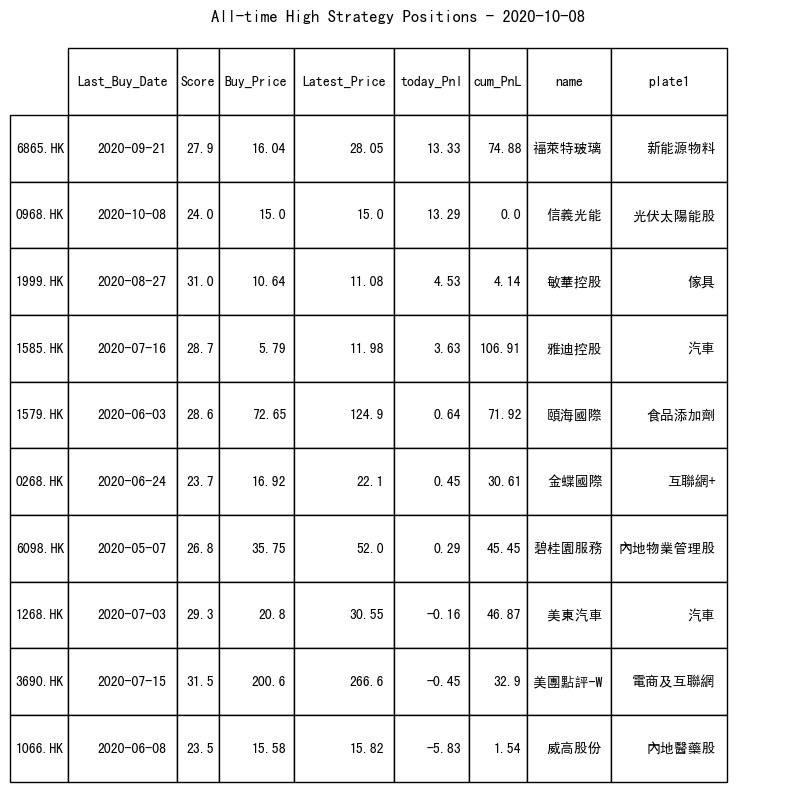 All-time High Strategy Positions - 2020-10-08
Last_Buy_Date Score Buy_Price Latest_Price today_Pnl cum_PnL name plate1
6865.HK 2020-09-21 27.9 16.04 28.05 13.33 74.88 福萊特玻璃 新能源物料
0968.HK 2020-10-08 24.0 15.0 15.0 13.29 0.0 信義光能 光伏太陽能股
1999.HK 2020-08-27 31.0 10.64 11.08 4.53 4.14 敏華控股 傢具
1585.HK 2020-07-16 28.7 5.79 11.98 3.63 106.91 雅迪控股 汽車
1579.HK 2020-06-03 28.6 72.65 124.9 0.64 71.92 頤海國際 食品添加劑
0268.HK 2020-06-24 23.7 16.92 22.1 0.45 30.61 金蝶國際 互聯網+
6098.HK 2020-05-07 26.8 35.75 52.0 0.29 45.45 碧桂園服務 內地物業管理股
1268.HK 2020-07-03 29.3 20.8 30.55 -0.16 46.87 美東汽車 汽車
3690.HK 2020-07-15 31.5 200.6 266.6 -0.45 32.9 美團點評-W 電商及互聯網
1066.HK 2020-06-08 23.5 15.58 15.82 -5.83 1.54 威高股份 內地醫藥股